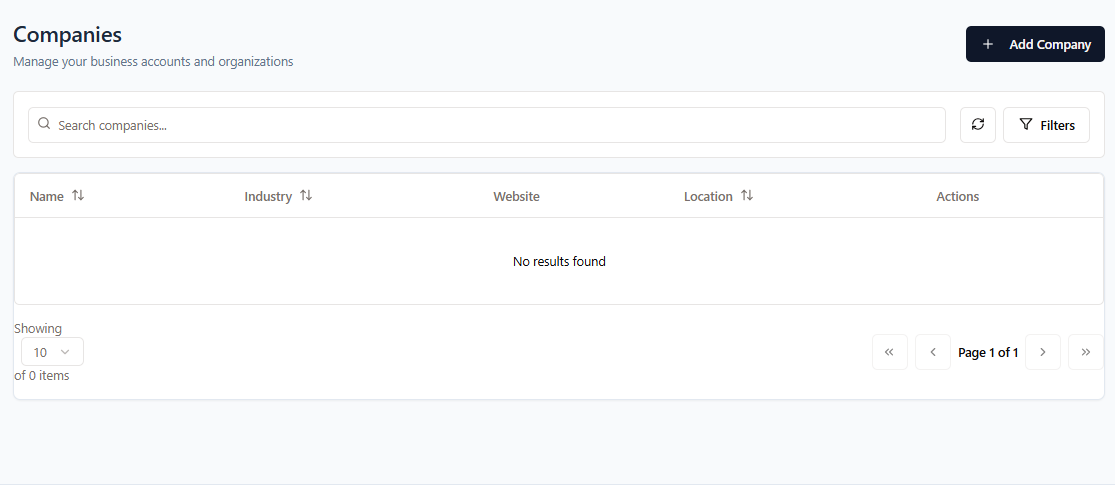 Companies
Manage your business accounts and organizations
Add Company
Search companies...
Filters
Name Industry Website Location Actions
No results found
Showing
10
of 0 items
Page 1 of 1